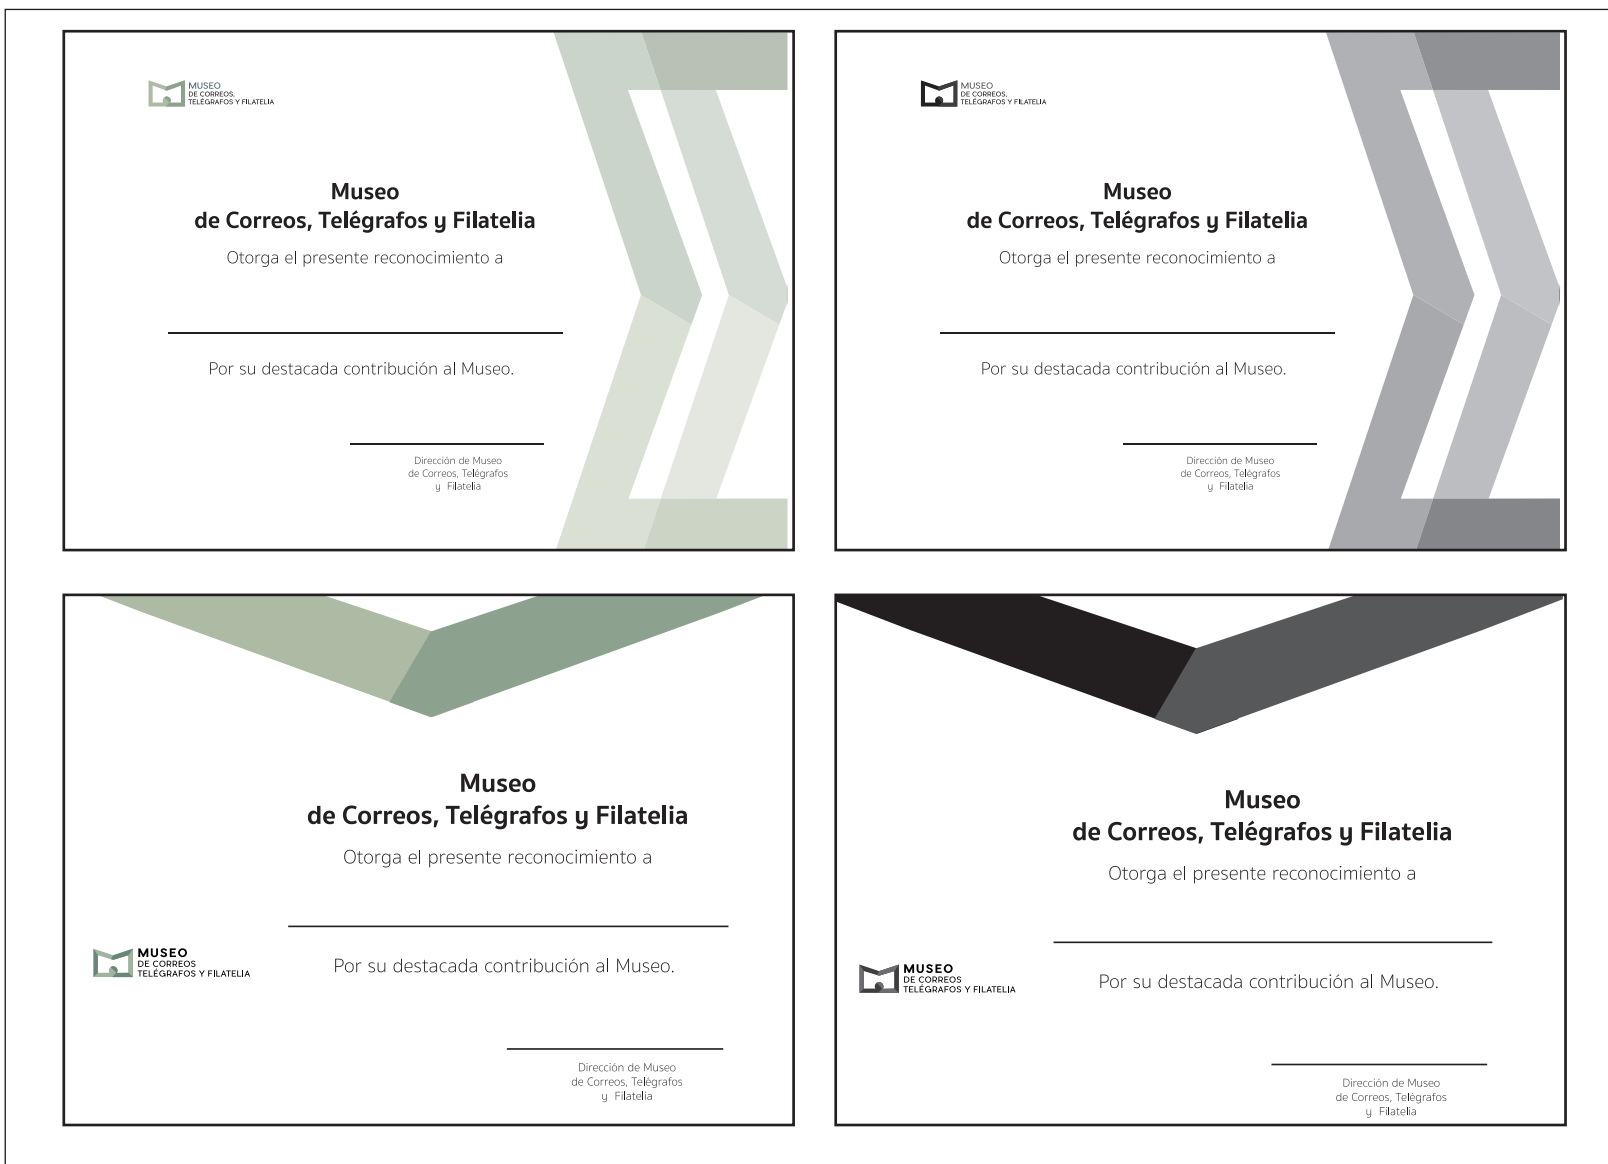 MUSEO
DE CORREOS,
TELÉGRAFOS Y FILATELIA
Museo
de Correos, Telégrafos y Filatelia
Otorga el presente reconocimiento a
Por su destacada contribución al Museo.
Dirección de Museo
de Correos, Telégrafos
y Filatelia
MUSEO
DE CORREOS,
TELÉGRAFOS Y FILATELIA
Museo
de Correos, Telégrafos y Filatelia
Otorga el presente reconocimiento a
Por su destacada contribución al Museo.
Dirección de Museo
de Correos, Telégrafos
y Filatelia
Museo
de Correos, Telégrafos y Filatelia
Otorga el presente reconocimiento a
MUSEO
DE CORREOS
TELÉGRAFOS Y FILATELIA
Por su destacada contribución al Museo.
Dirección de Museo
de Correos, Telégrafos
y Filatelia
Museo
de Correos, Telégrafos y Filatelia
Otorga el presente reconocimiento a
MUSEO
DE CORREOS
TELÉGRAFOS Y FILATELIA
Por su destacada contribución al Museo.
Dirección de Museo
de Correos, Telégrafos
y Filatelia